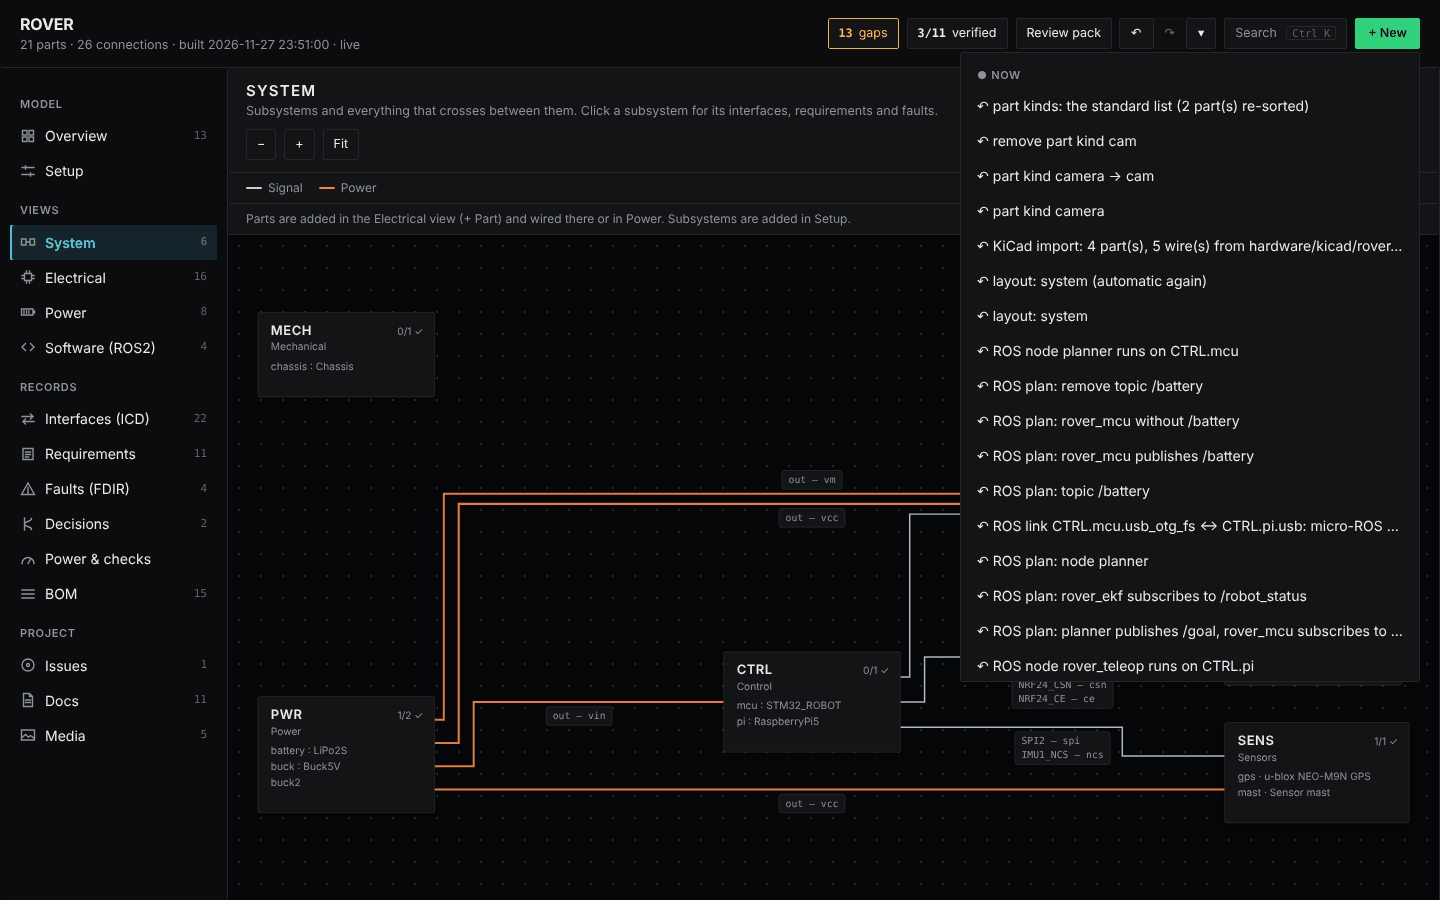 ROVER
21 parts · 26 connections · built 2026-11-27 23:51:00 · live
13 gaps
3/11 verified
Review pack
↶
↷
▾
Search Ctrl K
+ New
MODEL
Overview 13
Setup
VIEWS
System 6
Electrical 16
Power 8
Software (ROS2) 4
RECORDS
Interfaces (ICD) 22
Requirements 11
Faults (FDIR) 4
Decisions 2
Power & checks
BOM 15
PROJECT
Issues 1
Docs 11
Media 5
SYSTEM
Subsystems and everything that crosses between them. Click a subsystem for its interfaces, requirements and faults.
− + Fit
Signal Power
Parts are added in the Electrical view (+ Part) and wired there or in Power. Subsystems are added in Setup.
NOW
↶ part kinds: the standard list (2 part(s) re-sorted)
↶ remove part kind cam
↶ part kind camera → cam
↶ part kind camera
↶ KiCad import: 4 part(s), 5 wire(s) from hardware/kicad/rover...
↶ layout: system (automatic again)
↶ layout: system
↶ ROS node planner runs on CTRL.mcu
↶ ROS plan: remove topic /battery
↶ ROS plan: rover_mcu without /battery
↶ ROS plan: rover_mcu publishes /battery
↶ ROS plan: topic /battery
↶ ROS link CTRL.mcu.usb_otg_fs ↔ CTRL.pi.usb: micro-ROS ...
↶ ROS plan: node planner
↶ ROS plan: rover_ekf subscribes to /robot_status
↶ ROS plan: planner publishes /goal, rover_mcu subscribes to ...
↶ ROS node rover_teleop runs on CTRL.pi
MECH 0/1 ✓
Mechanical
chassis : Chassis
out — vm
out — vcc
CTRL 0/1 ✓
Control
mcu : STM32_ROBOT
pi : RaspberryPi5
NRF24_CSN — csn
NRF24_CE — ce
PWR 1/2 ✓
Power
battery : LiPo2S
buck : Buck5V
buck2
out — vin
SPI2 — spi
IMU1_NCS — ncs
SENS 1/1 ✓
Sensors
gps · u-blox NEO-M9N GPS
mast · Sensor mast
out — vcc